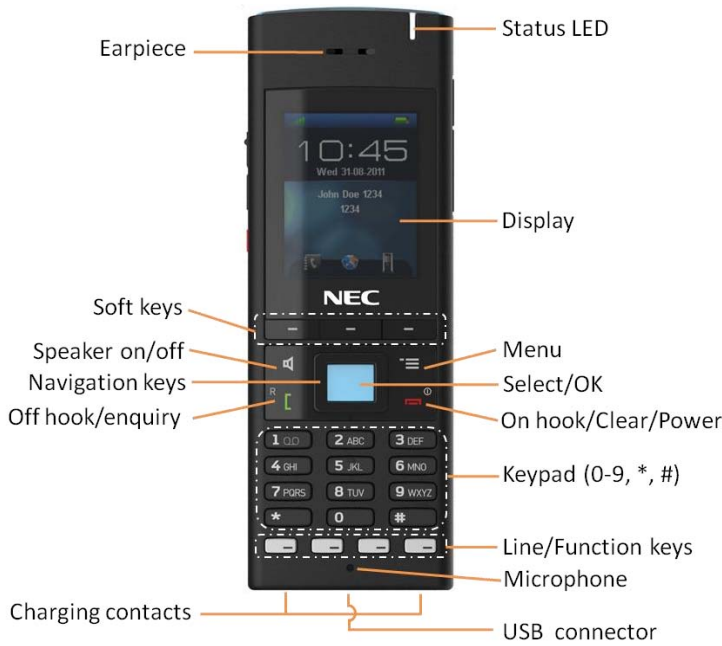 Status LED
Earpiece
10:45
Wed 31-08-2011
John Doe 1234
1234
Display
NEC
Soft keys
Speaker on/off
Menu
Navigation keys
Select/OK
R
Off hook/enquiry
On hook/Clear/Power
1
2 ABC
3 DEF
4 GHI
5 JKL
6 MNO
Keypad (0-9, *, #)
7 PQRS
8 TUV
9 WXYZ
*
0
#
Line/Function keys
Microphone
Charging contacts
USB connector